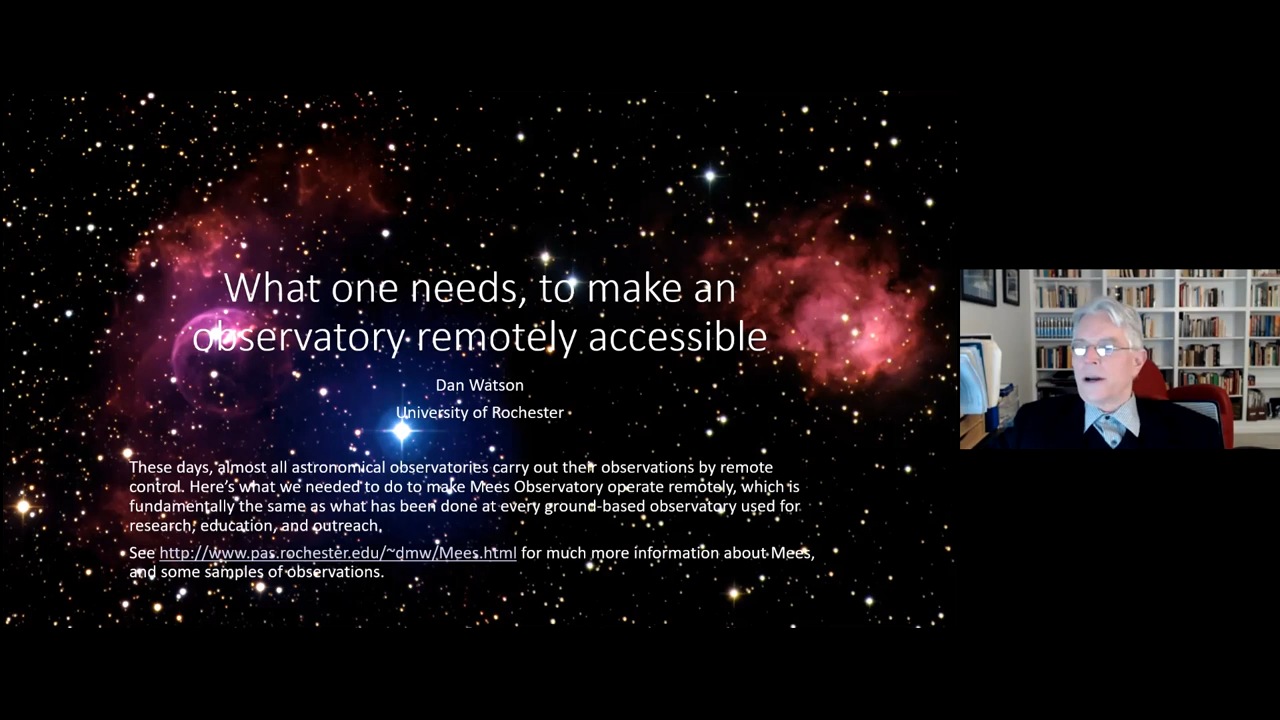 What one needs, to make an
observatory remotely accessible
Dan Watson
University of Rochester
These days, almost all astronomical observatories carry out their observations by remote
control. Here's what we needed to do to make Mees Observatory operate remotely, which is
fundamentally the same as what has been done at every ground-based observatory used for
research, education, and outreach.
See http://www.pas.rochester.edu/~dmw/Mees.html for much more information about Mees,
and some samples of observations.